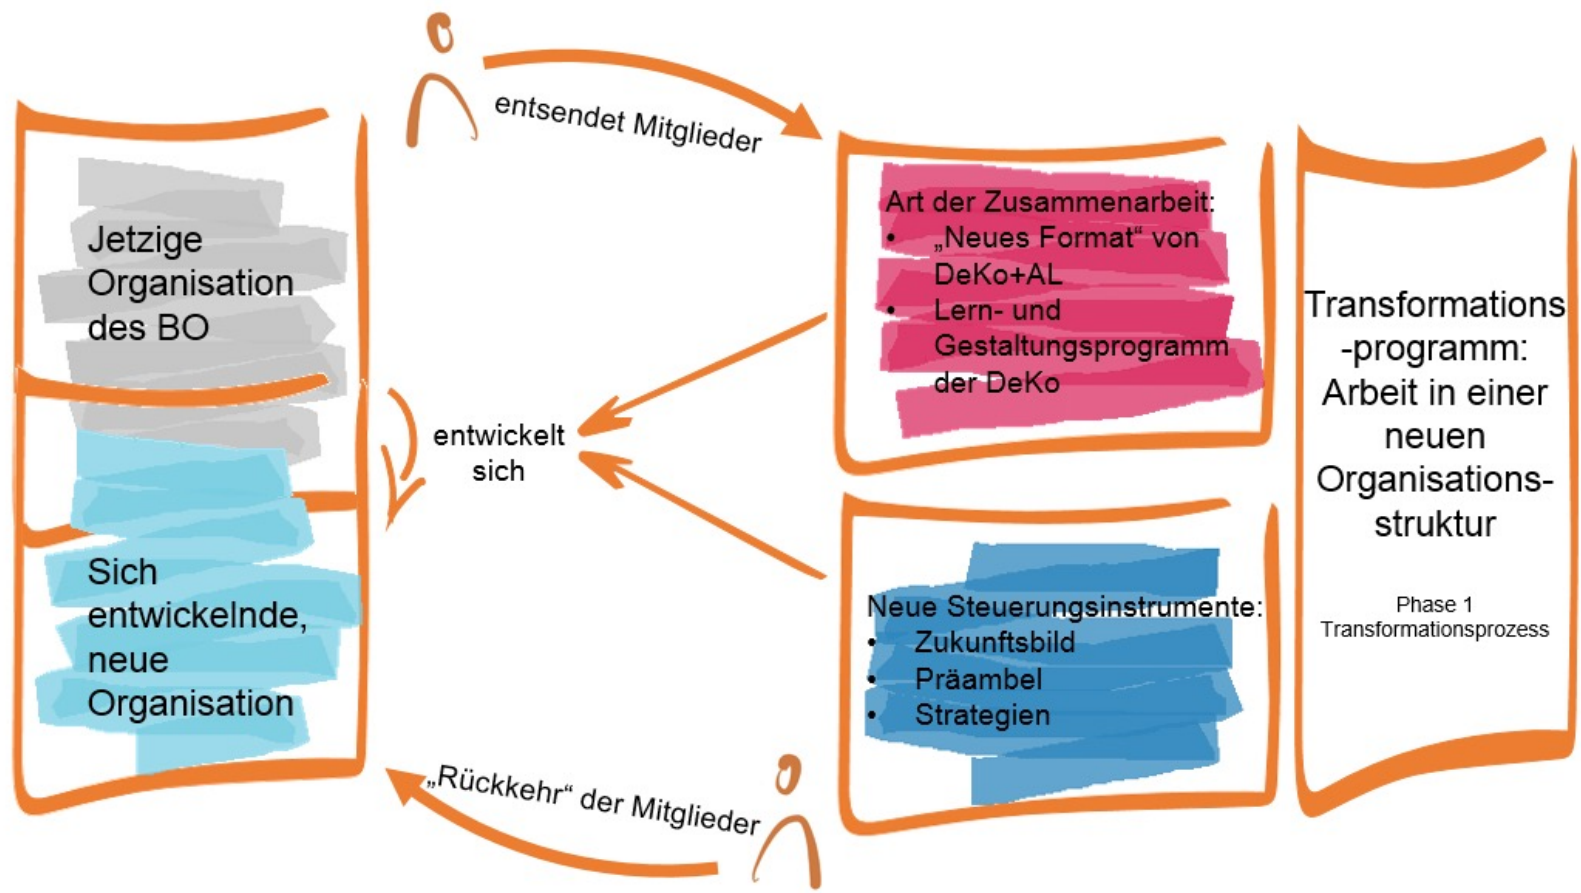 entsendet Mitglieder
Jetzige
Organisation
des BO
Sich
entwickelnde,
neue
Organisation
entwickelt
sich
Art der Zusammenarbeit:
• „Neues Format“ von
DeKo+AL
• Lern- und
Gestaltungsprogramm
der DeKo
Neue Steuerungsinstrumente:
• Zukunftsbild
• Präambel
• Strategien
„Rückkehr“ der Mitglieder
Transformations
-programm:
Arbeit in einer
neuen
Organisations-
struktur
Phase 1
Transformationsprozess